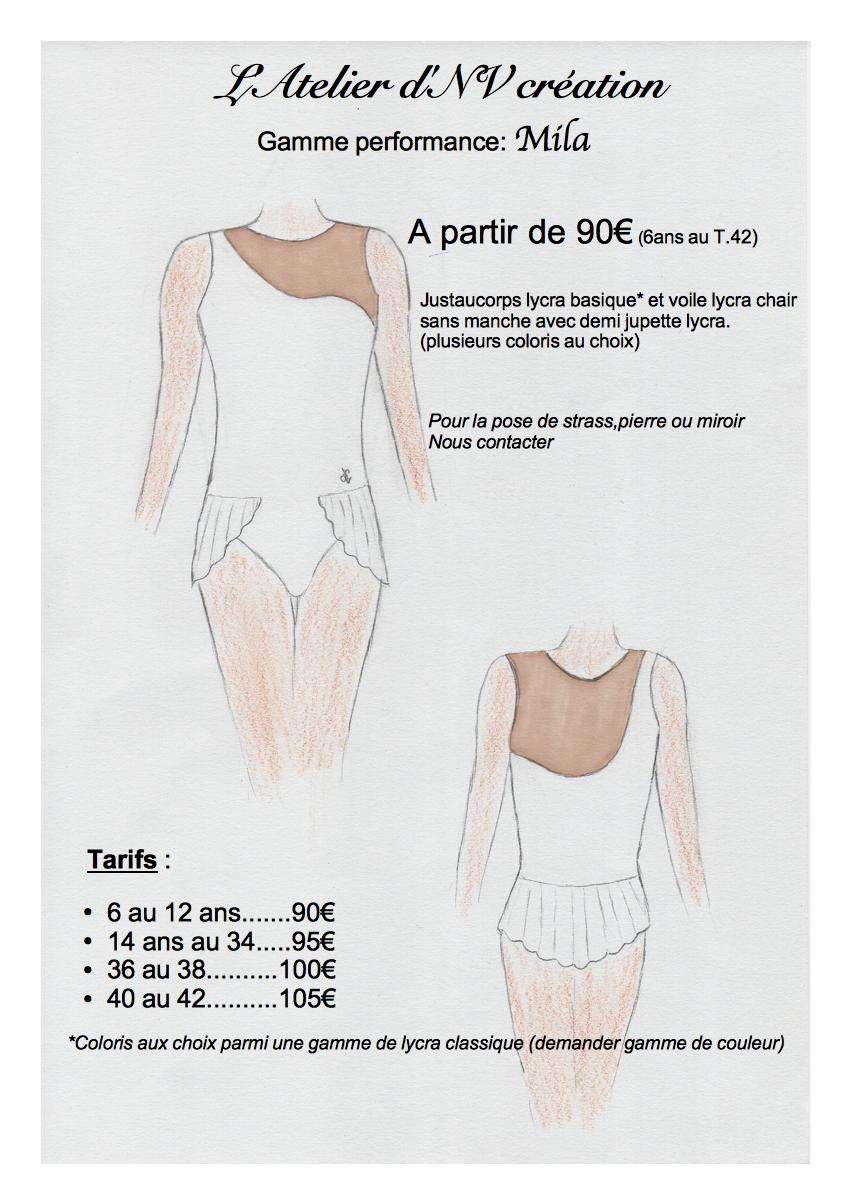 L'Atelier d'NV création
Gamme performance: Mila
A partir de 90€ (6ans au T.42)
Justaucorps lycra basique* et voile lycra chair
sans manche avec demi jupette lycra.
(plusieurs coloris au choix)
Pour la pose de strass,pierre ou miroir
Nous contacter
Tarifs :
• 6 au 12 ans.......90€
• 14 ans au 34.....95€
• 36 au 38..........100€
• 40 au 42..........105€
*Coloris aux choix parmi une gamme de lycra classique (demander gamme de couleur)